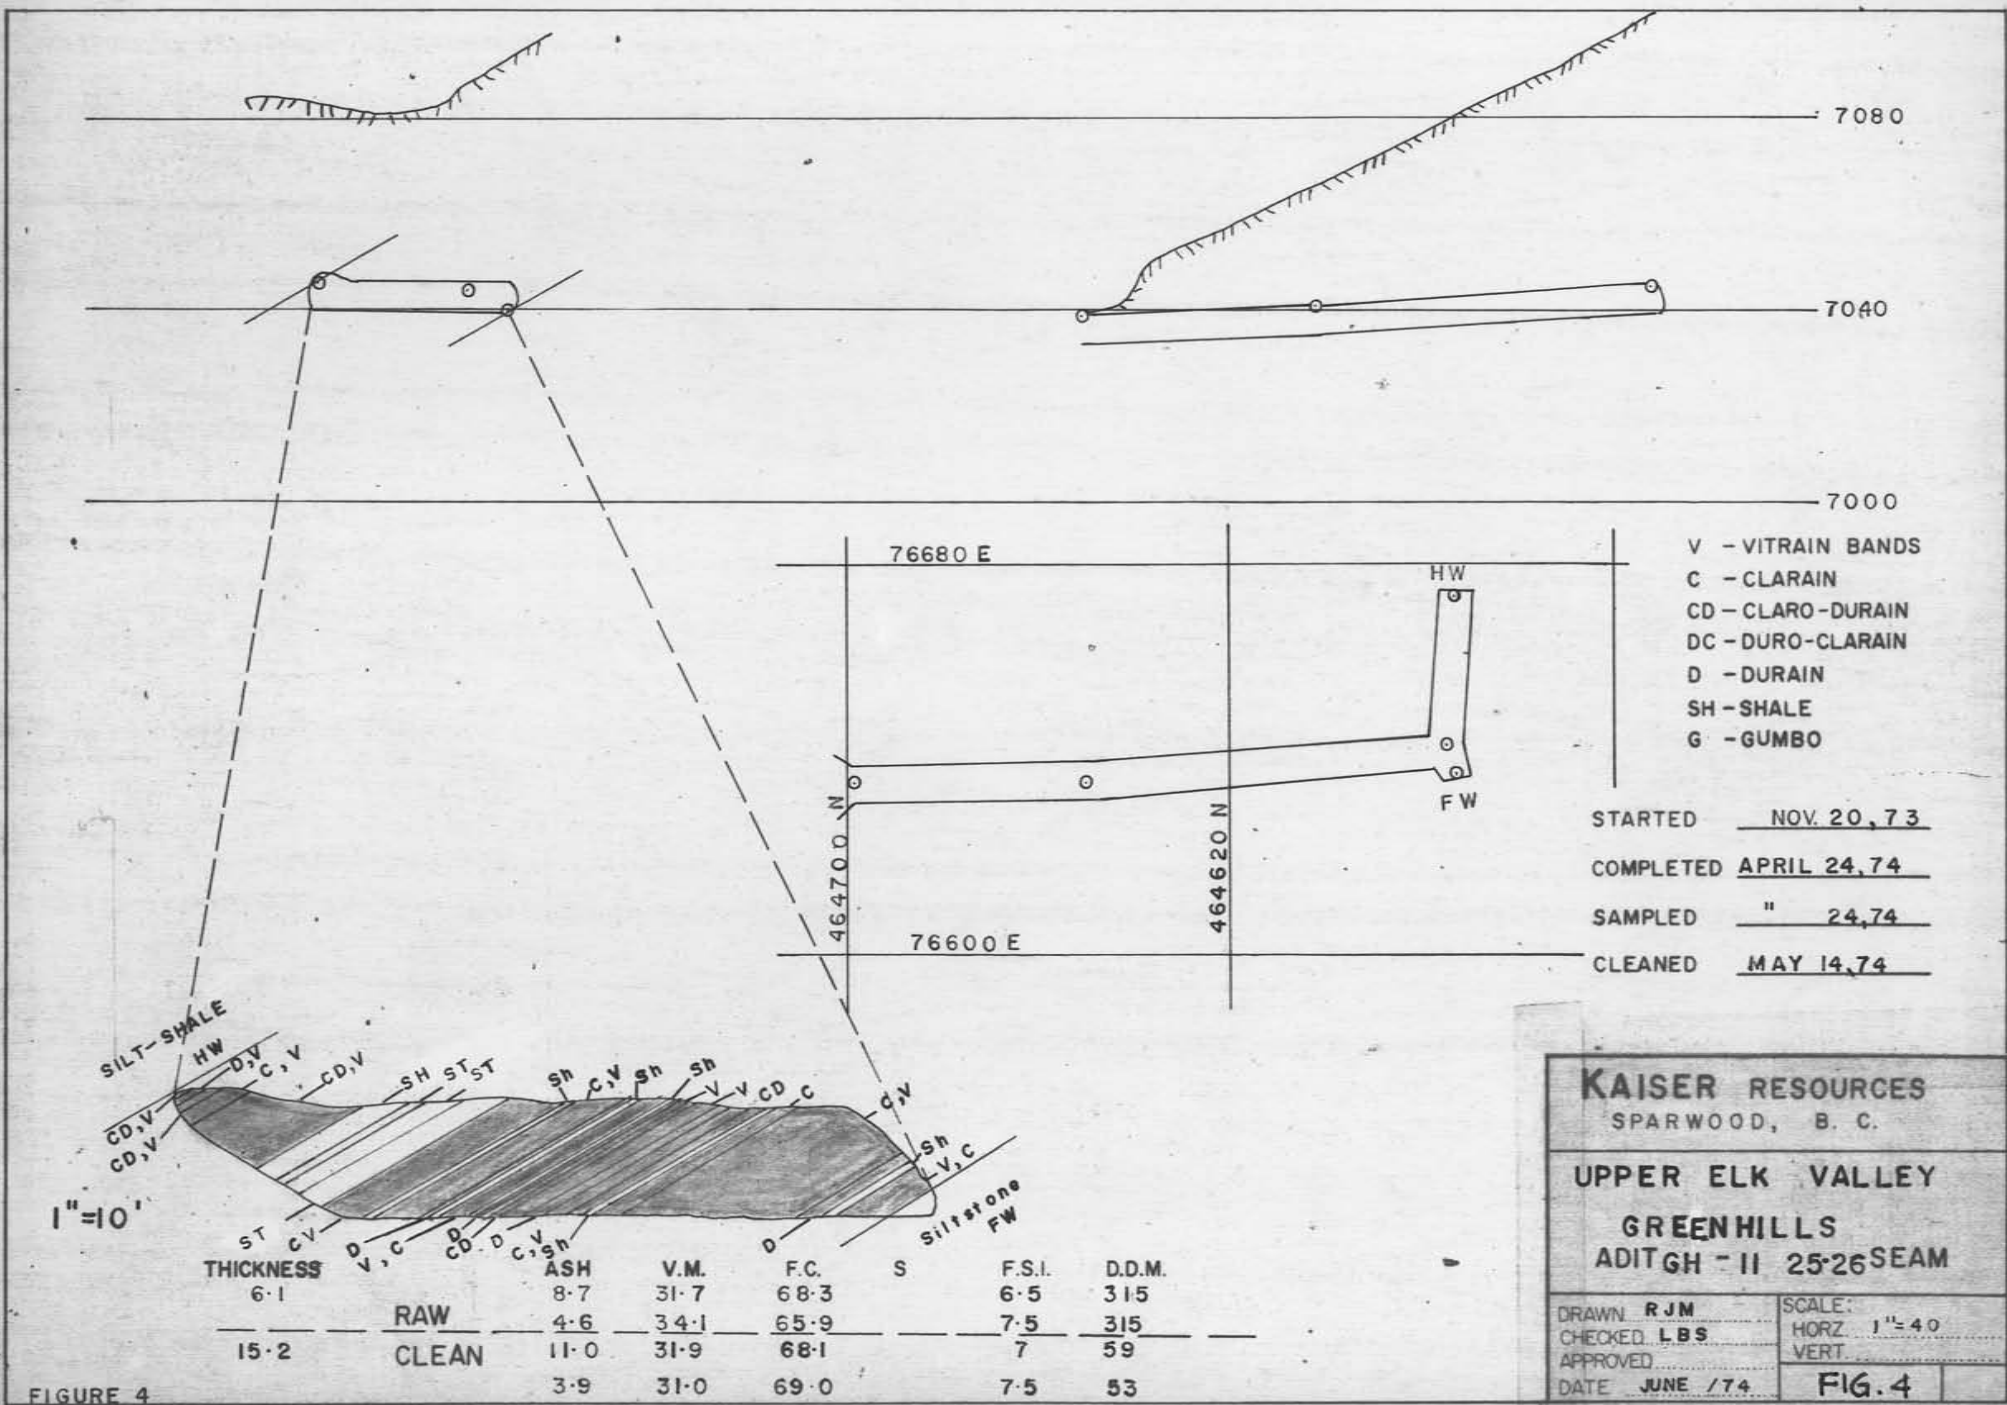 7080
7040
7000
76680 E
HW
FW
464700 N
464620 N
76600 E
V - VITRAIN BANDS
C - CLARAIN
CD - CLARO-DURAIN
DC - DURO-CLARAIN
D - DURAIN
SH - SHALE
G - GUMBO
STARTED NOV. 20, 73
COMPLETED APRIL 24, 74
SAMPLED " 24, 74
CLEANED MAY 14, 74
SILT-SHALE
HW
D,V
C,V
CD,V
SH
ST
ST
Sh
C,V
Sh
Sh
V
V
CD
C
C,V
CD,V
CD,V
Sh
V,C
Siltstone
FW
1"=10'
ST
CV
D
V,C
D
CD
D
C,V
Sh
D
THICKNESS ASH V.M. F.C. S F.S.I. D.D.M.
6.1 8.7 31.7 68.3 6.5 315
RAW 4.6 34.1 65.9 7.5 315
15.2 CLEAN 11.0 31.9 68.1 7 59
3.9 31.0 69.0 7.5 53
FIGURE 4
KAISER RESOURCES
SPARWOOD, B. C.
UPPER ELK VALLEY
GREENHILLS
ADIT GH - 11 25-26 SEAM
DRAWN RJM
CHECKED LBS
APPROVED
DATE JUNE /74
SCALE:
HORZ 1"=40
VERT.
FIG. 4